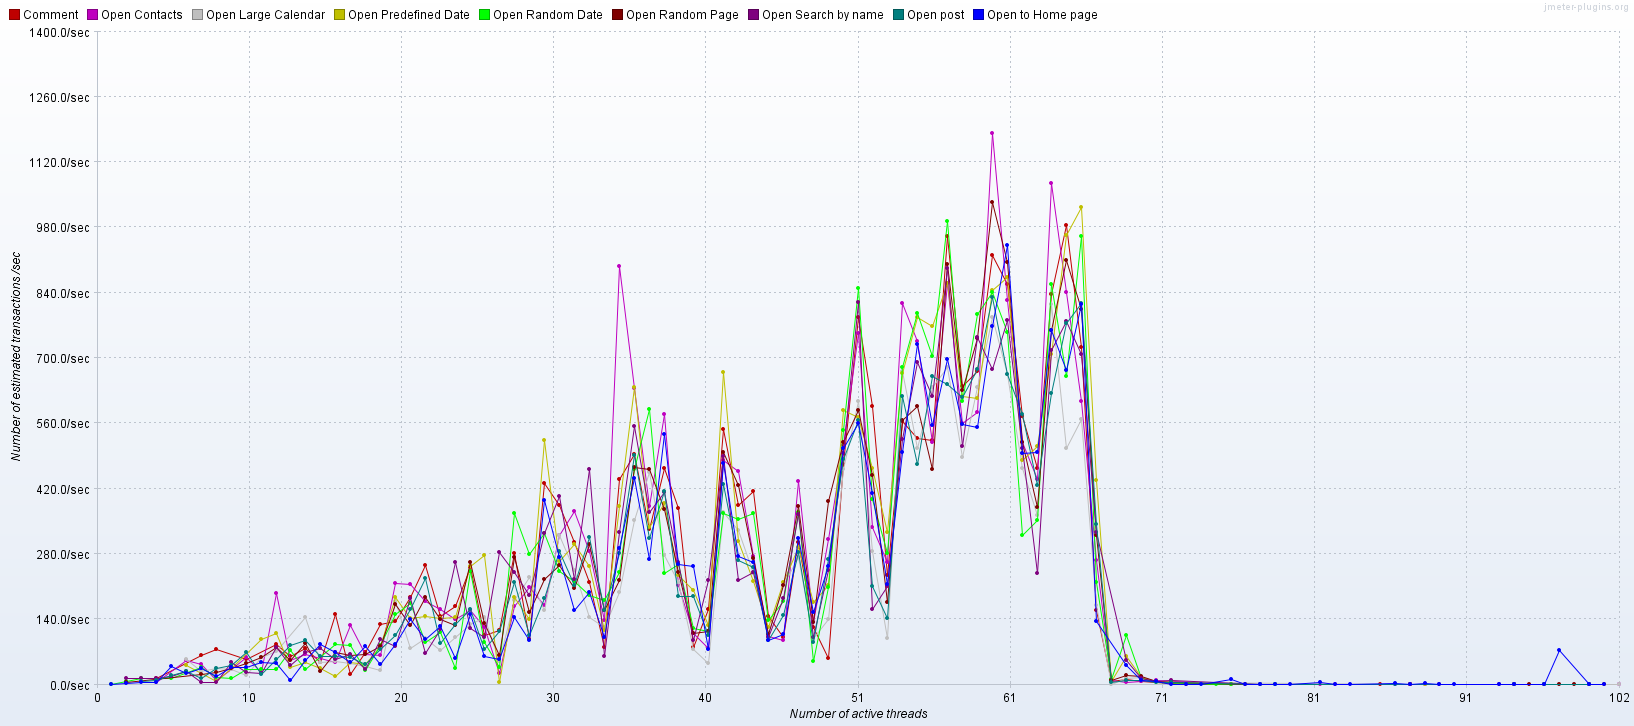 jmeter-plugins.org
Comment Open Contacts Open Large Calendar Open Predefined Date Open Random Date Open Random Page Open Search by name Open post Open to Home page
1400.0/sec
1260.0/sec
1120.0/sec
980.0/sec
840.0/sec
700.0/sec
560.0/sec
420.0/sec
280.0/sec
140.0/sec
0.0/sec
Number of estimated transactions /sec
0 10 20 30 40 51 61 71 81 91 102
Number of active threads